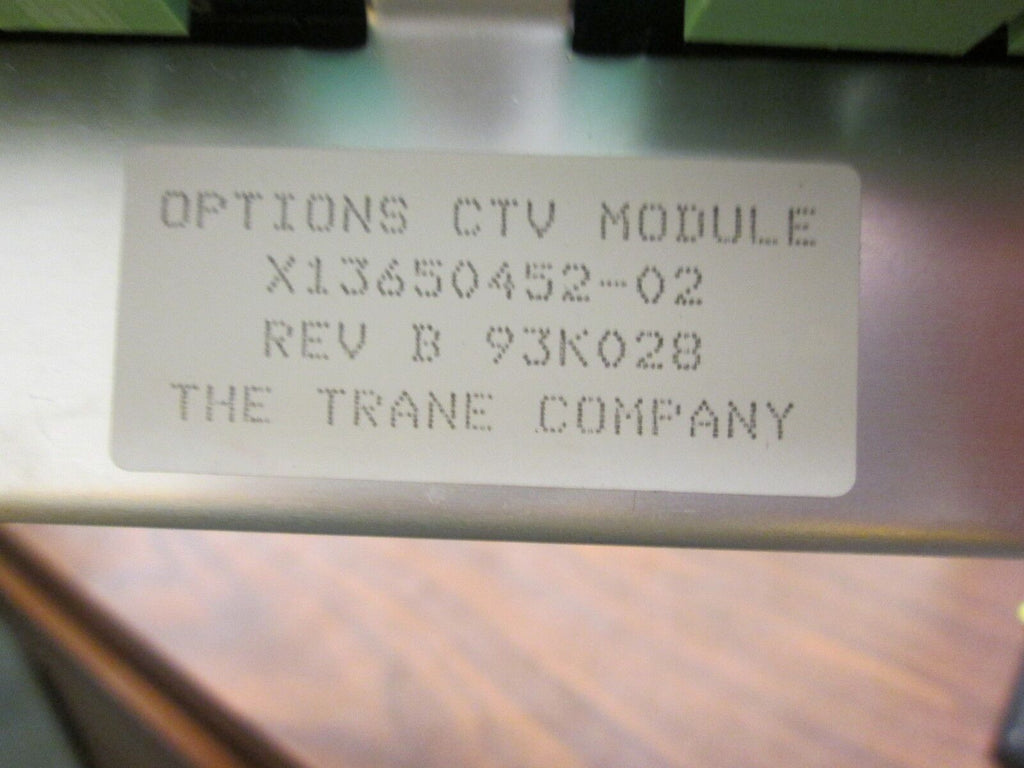 OPTIONS CTV MODULE
X13650452-02
REV B 93K028
THE TRANE COMPANY